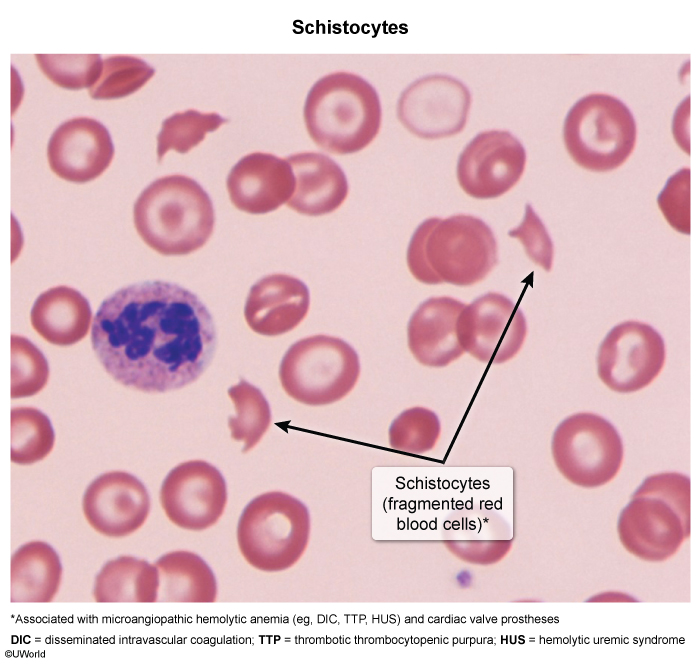 Schistocytes
Schistocytes
(fragmented red
blood cells)*
*Associated with microangiopathic hemolytic anemia (eg, DIC, TTP, HUS) and cardiac valve prostheses
DIC = disseminated intravascular coagulation; TTP = thrombotic thrombocytopenic purpura; HUS = hemolytic uremic syndrome
©UWorld